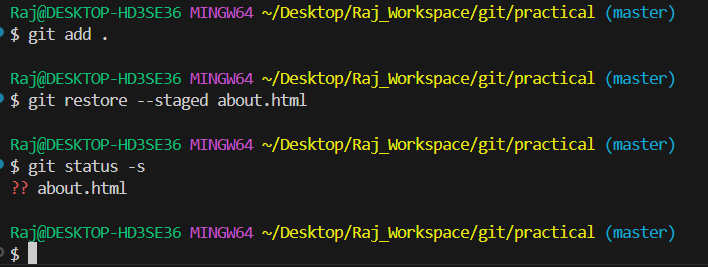 Raj@DESKTOP-HD3SE36 MINGW64 ~/Desktop/Raj_Workspace/git/practical (master)
$ git add .
Raj@DESKTOP-HD3SE36 MINGW64 ~/Desktop/Raj_Workspace/git/practical (master)
$ git restore --staged about.html
Raj@DESKTOP-HD3SE36 MINGW64 ~/Desktop/Raj_Workspace/git/practical (master)
$ git status -s
?? about.html
Raj@DESKTOP-HD3SE36 MINGW64 ~/Desktop/Raj_Workspace/git/practical (master)
$